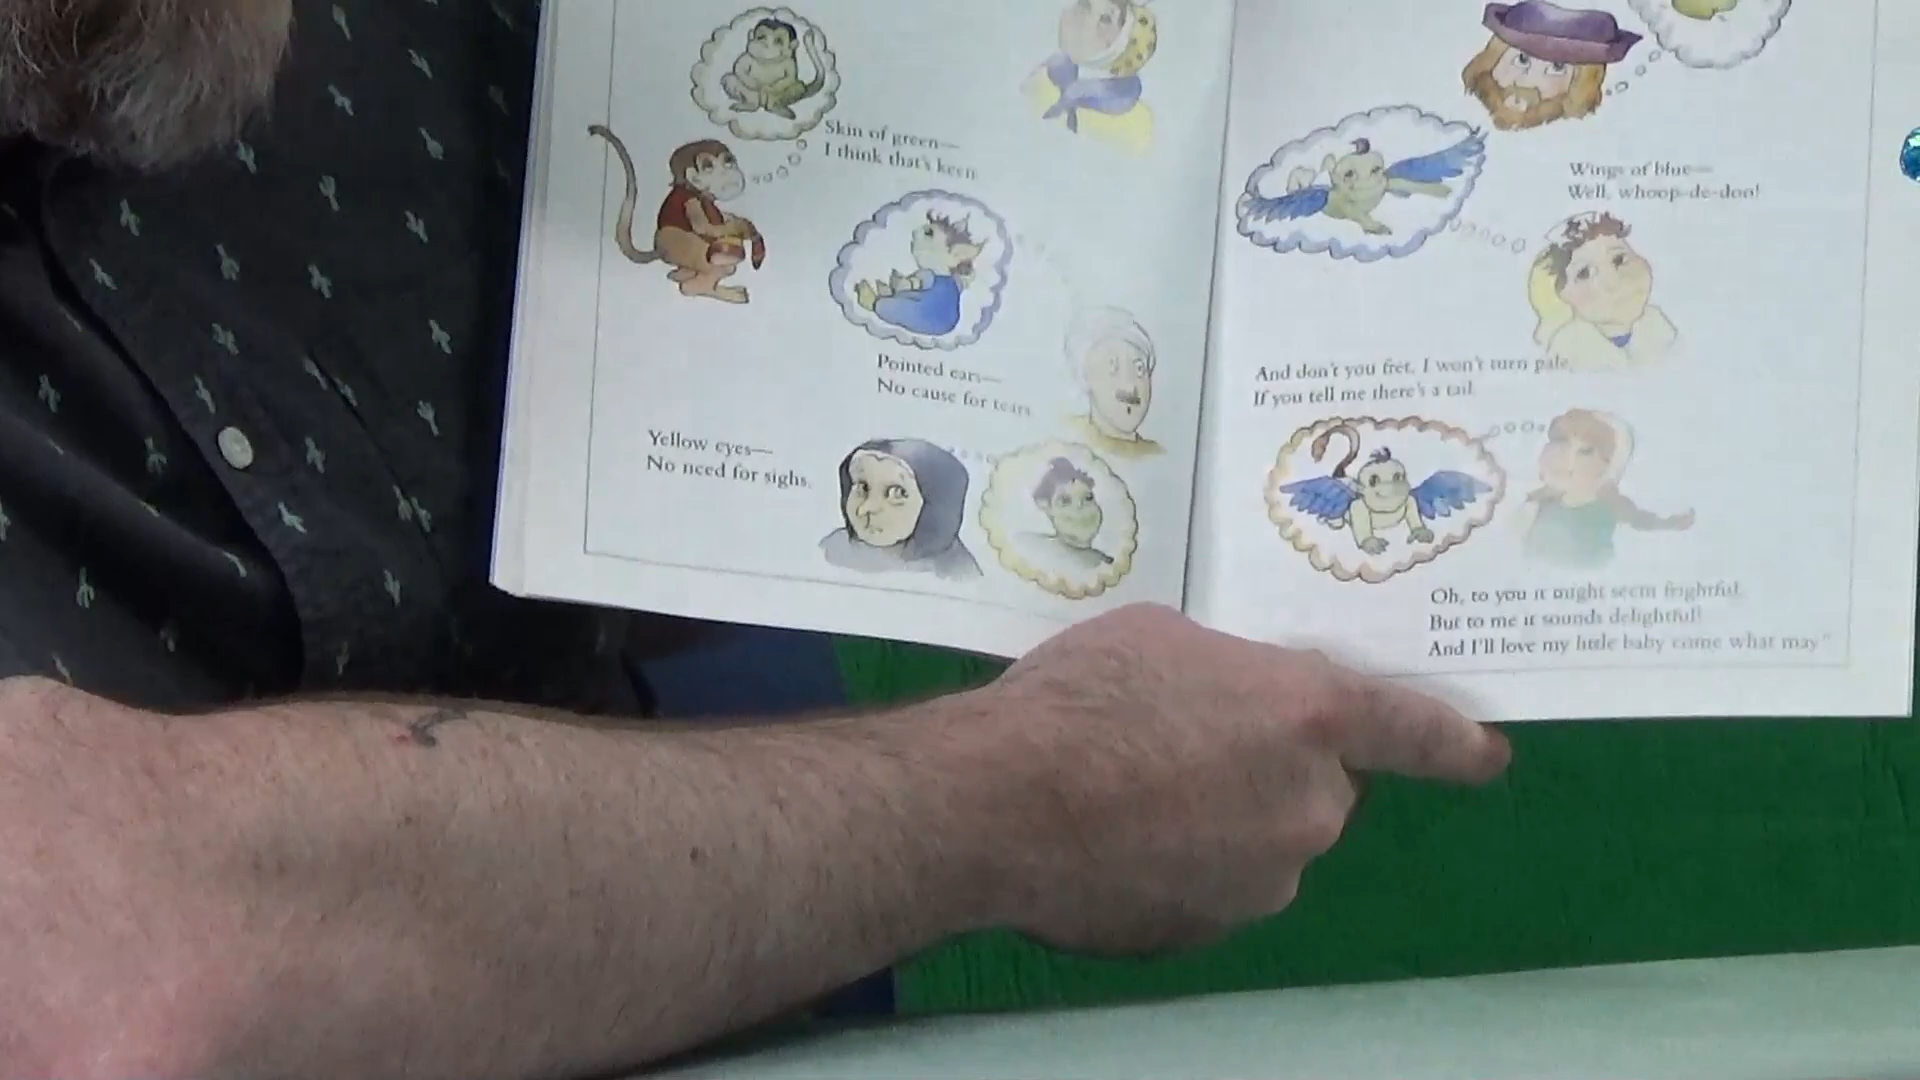 Skin of green—
I think that's keen.
Pointed ears—
No cause for tears.
Yellow eyes—
No need for sighs.
Wings of blue—
Well, whoop-de-doo!
And don't you fret, I won't turn pale,
If you tell me there's a tail.
Oh, to you it might seem frightful,
But to me it sounds delightful!
And I'll love my little baby come what may."